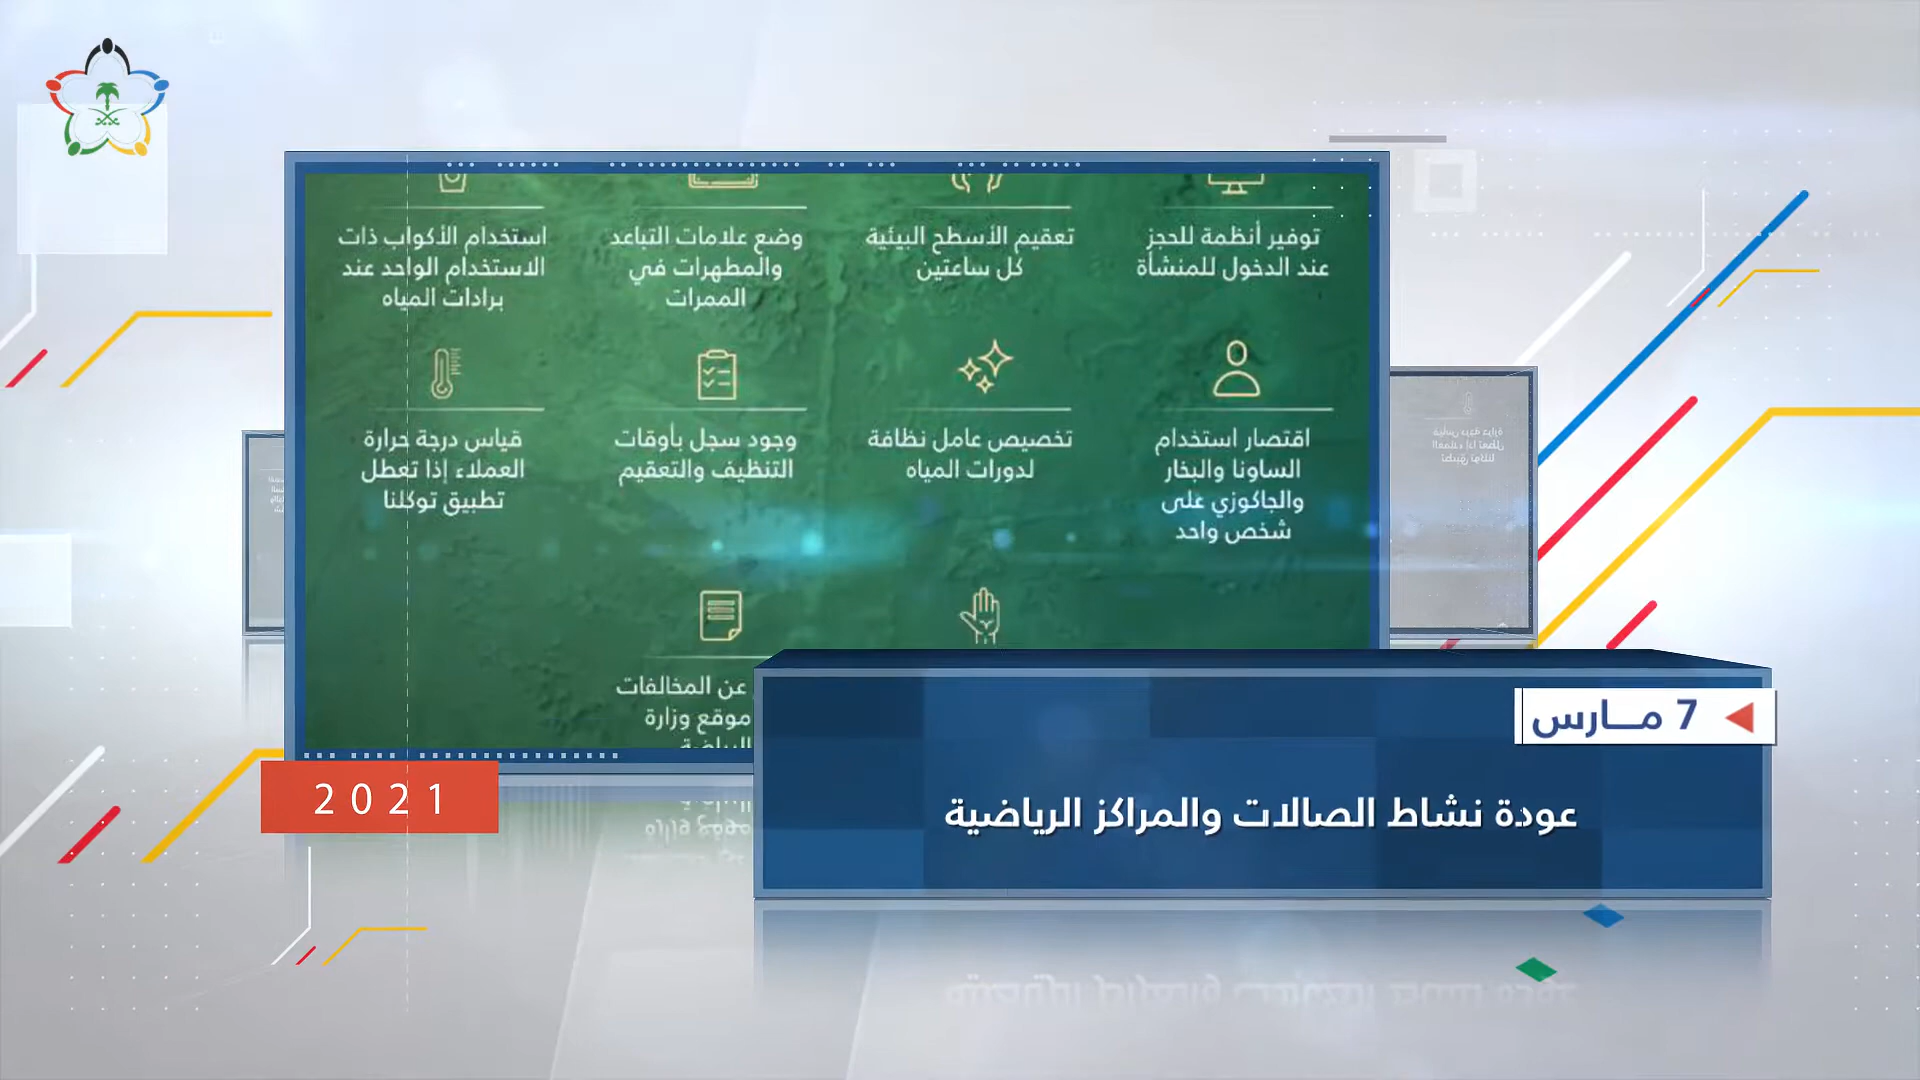 توفير أنظمة للحجز
عند الدخول للمنشأة
تعقيم الأسطح البيئية
كل ساعتين
وضع علامات التباعد
والمطهرات في
الممرات
استخدام الأكواب ذات
الاستخدام الواحد عند
برادات المياه
اقتصار استخدام
الساونا والبخار
والجاكوزي على
شخص واحد
تخصيص عامل نظافة
لدورات المياه
وجود سجل بأوقات
التنظيف والتعقيم
قياس درجة حرارة
العملاء إذا تعطل
تطبيق توكلنا
عن المخالفات
موقع وزارة
7 مارس
عودة نشاط الصالات والمراكز الرياضية
2021